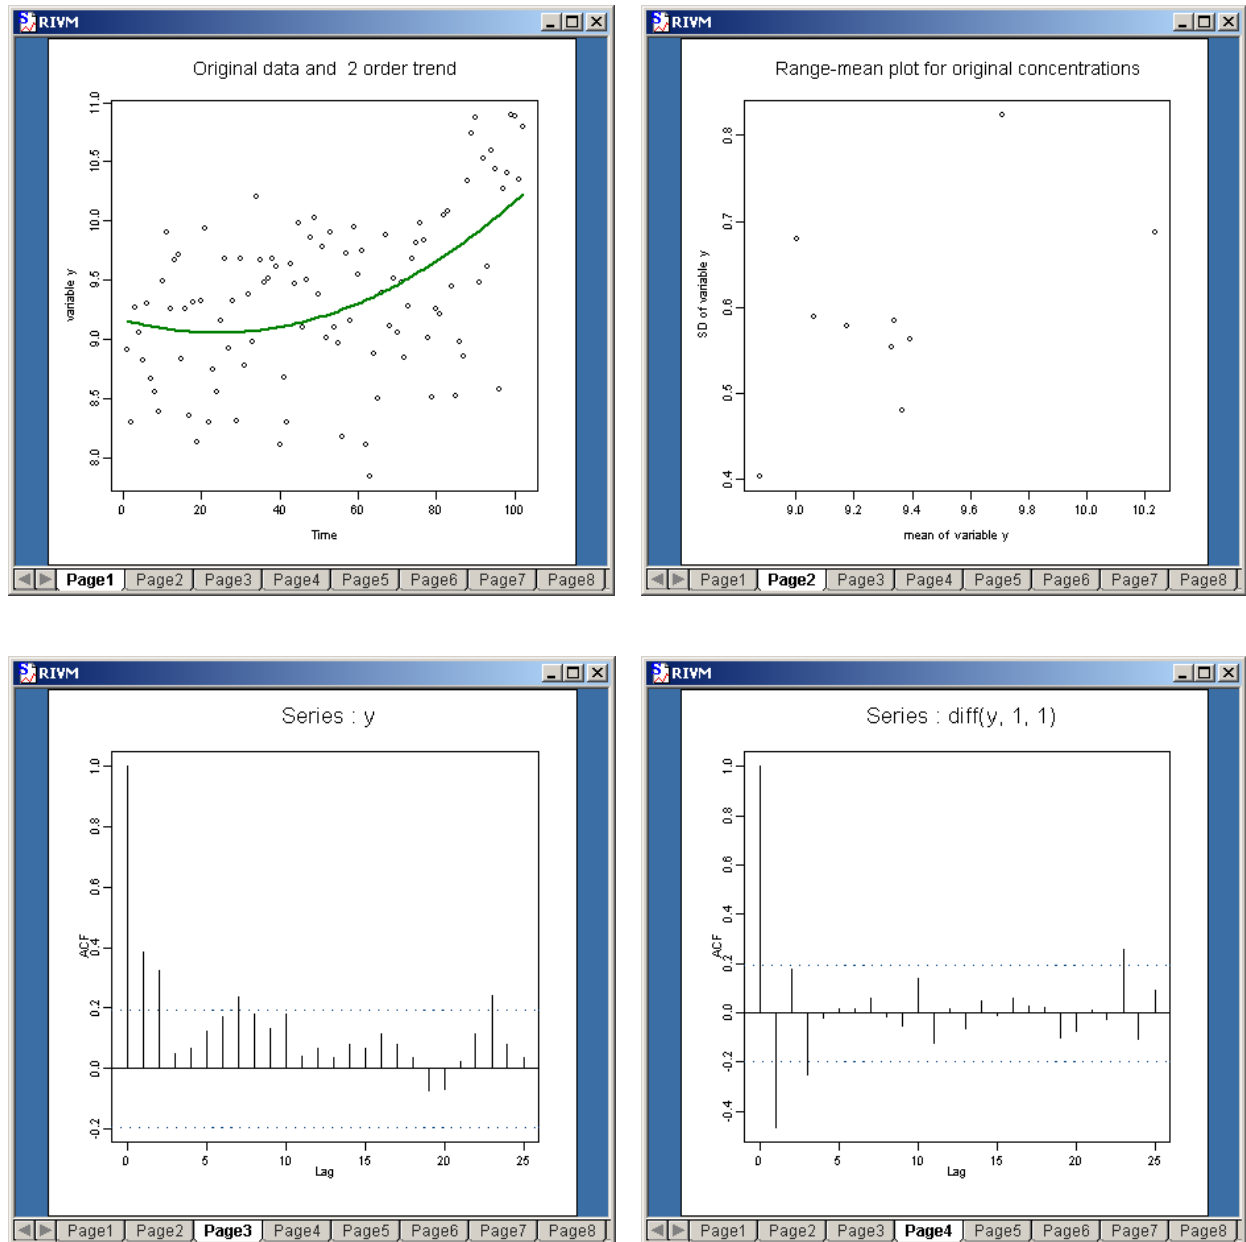 RIVM
Original data and 2 order trend
11.0
10.5
10.0
9.5
9.0
8.5
8.0
variable y
0 20 40 60 80 100
Time
Page1 Page2 Page3 Page4 Page5 Page6 Page7 Page8
RIVM
Range-mean plot for original concentrations
0.8
0.7
0.6
0.5
0.4
SD of variable y
9.0 9.2 9.4 9.6 9.8 10.0 10.2
mean of variable y
Page1 Page2 Page3 Page4 Page5 Page6 Page7 Page8
RIVM
Series : y
1.0
0.8
0.6
0.4
0.2
0.0
-0.2
ACF
0 5 10 15 20 25
Lag
Page1 Page2 Page3 Page4 Page5 Page6 Page7 Page8
RIVM
Series : diff(y, 1, 1)
1.0
0.8
0.6
0.4
0.2
0.0
-0.2
-0.4
ACF
0 5 10 15 20 25
Lag
Page1 Page2 Page3 Page4 Page5 Page6 Page7 Page8